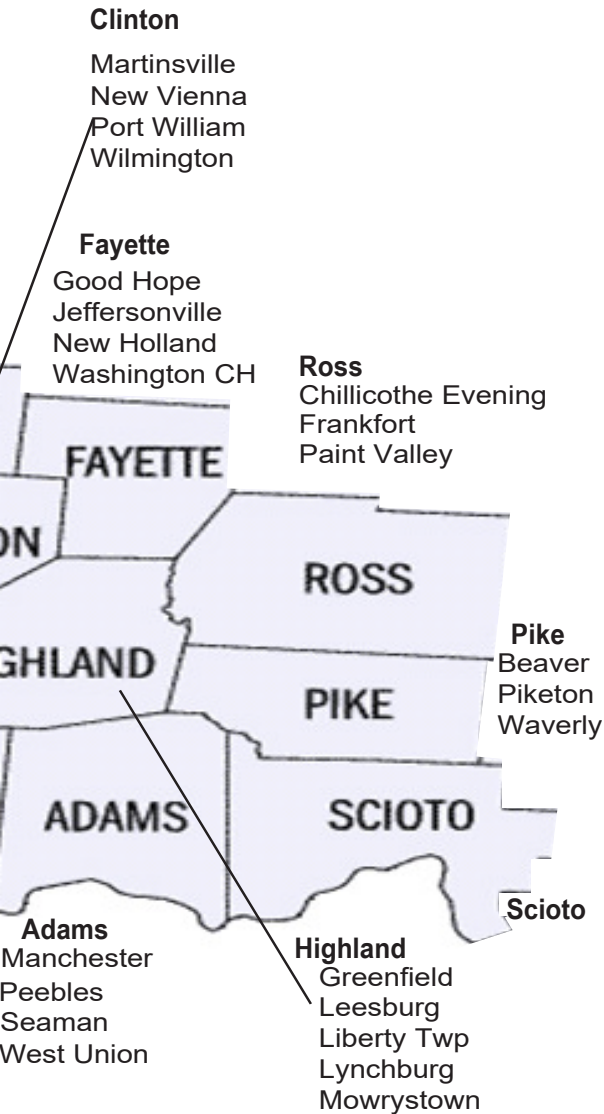 Clinton
Martinsville
New Vienna
Port William
Wilmington
Fayette
Good Hope
Jeffersonville
New Holland
Washington CH
Ross
Chillicothe Evening
Frankfort
Paint Valley
FAYETTE
ON
ROSS
GHLAND
Pike
Beaver
Piketon
Waverly
PIKE
ADAMS
SCIOTO
Scioto
Adams
Manchester
Peebles
Seaman
West Union
Highland
Greenfield
Leesburg
Liberty Twp
Lynchburg
Mowrystown